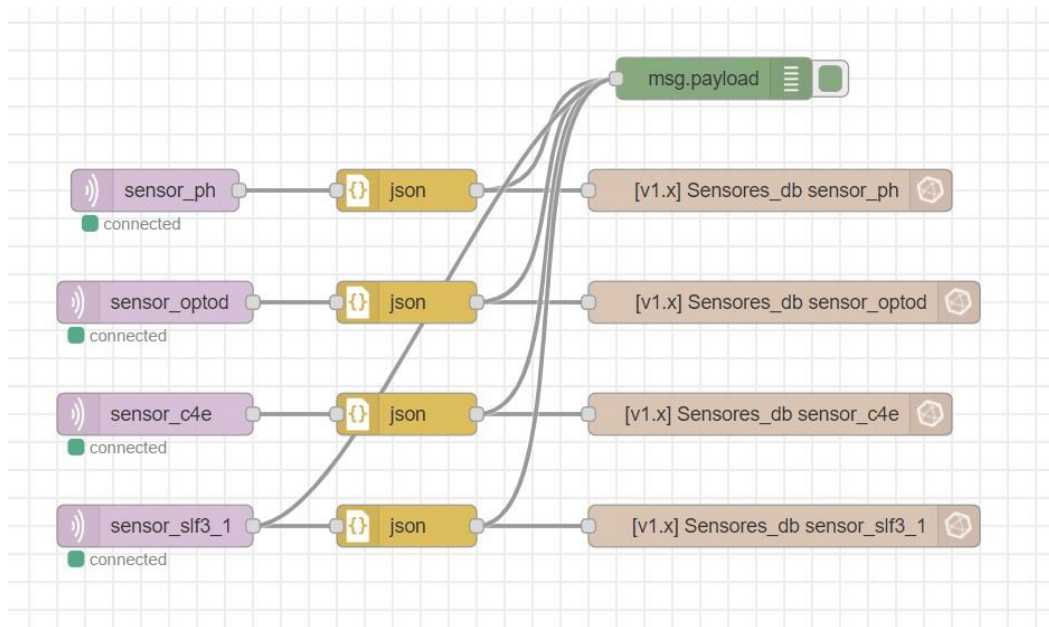 msg.payload
sensor_ph
json
[v1.x] Sensores_db sensor_ph
connected
sensor_optod
json
[v1.x] Sensores_db sensor_optod
connected
sensor_c4e
json
[v1.x] Sensores_db sensor_c4e
connected
sensor_slf3_1
json
[v1.x] Sensores_db sensor_slf3_1
connected